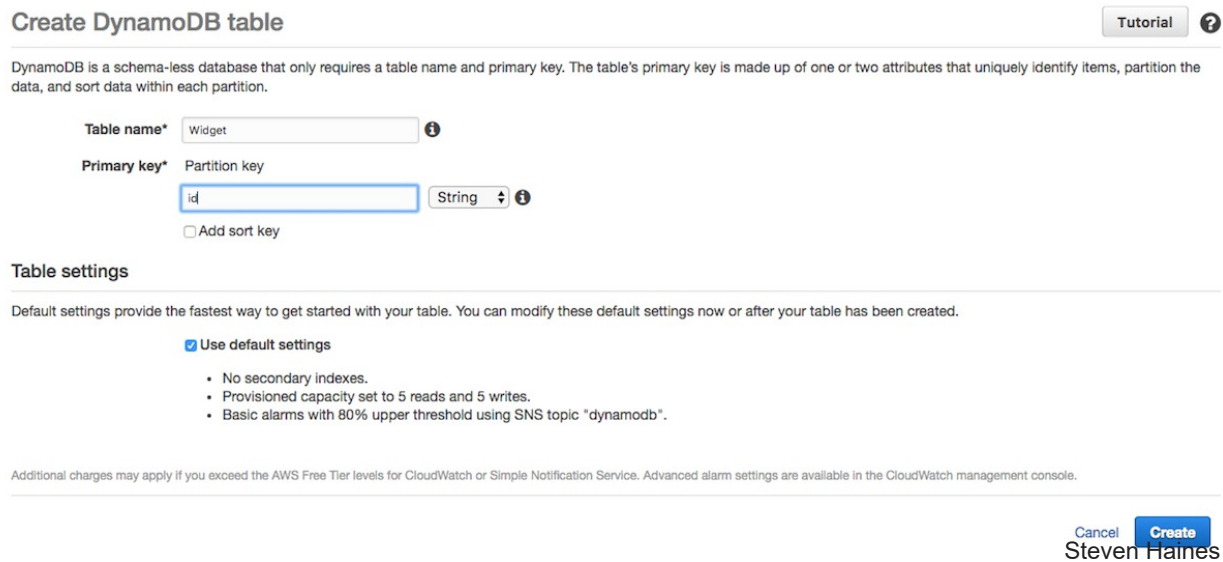 Create DynamoDB table
Tutorial
DynamoDB is a schema-less database that only requires a table name and primary key. The table's primary key is made up of one or two attributes that uniquely identify items, partition the
data, and sort data within each partition.
Table name* Widget
Primary key* Partition key
id String
Add sort key
Table settings
Default settings provide the fastest way to get started with your table. You can modify these default settings now or after your table has been created.
Use default settings
• No secondary indexes.
• Provisioned capacity set to 5 reads and 5 writes.
• Basic alarms with 80% upper threshold using SNS topic "dynamodb".
Additional charges may apply if you exceed the AWS Free Tier levels for CloudWatch or Simple Notification Service. Advanced alarm settings are available in the CloudWatch management console.
Cancel Create
Steven Haines